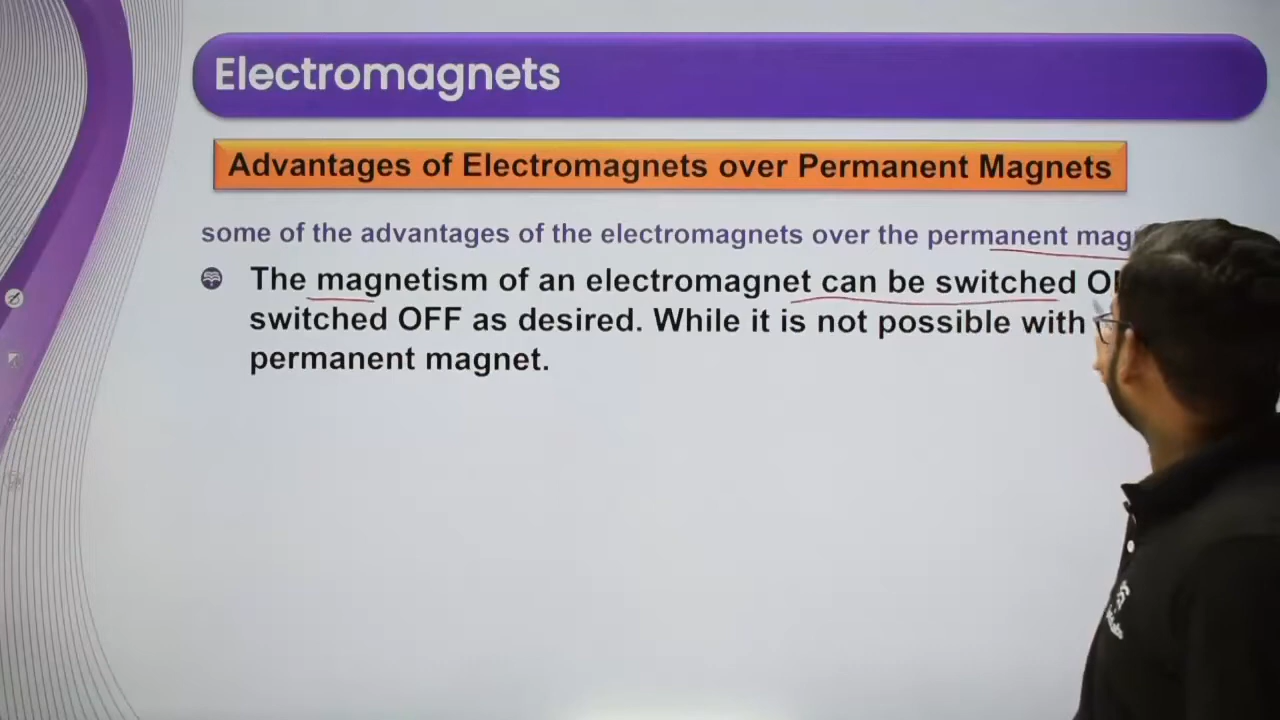 Electromagnets
Advantages of Electromagnets over Permanent Magnets
some of the advantages of the electromagnets over the permanent
The magnetism of an electromagnet can be switched
switched OFF as desired. While it is not possible with
permanent magnet.